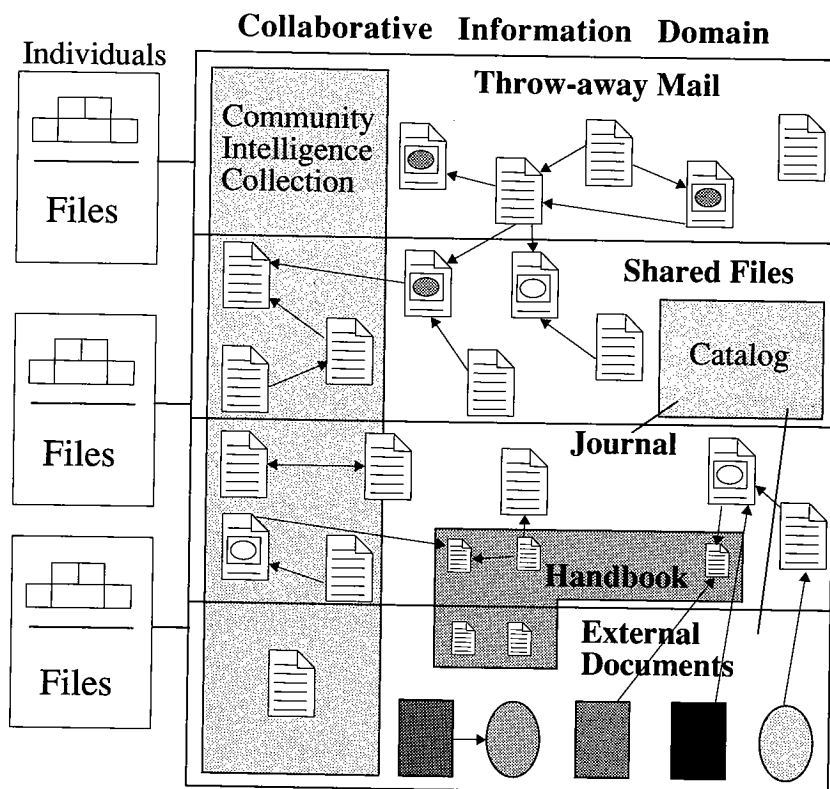 Collaborative Information Domain
Individuals
Throw-away Mail
Community
Intelligence
Collection
Files
Shared Files
Catalog
Files
Journal
Handbook
External
Documents
Files